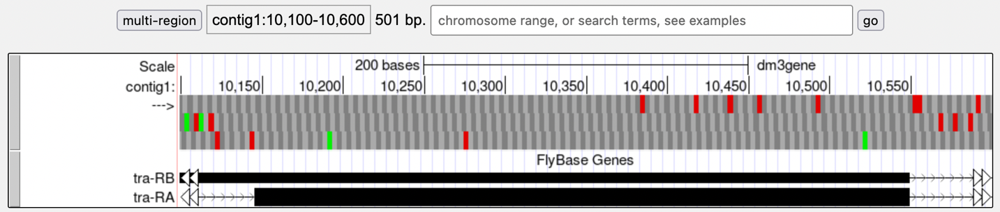 multi-region contig1:10,100-10,600 501 bp. chromosome range, or search terms, see examples go
Scale 200 bases dm3gene
contig1: 10,150 10,200 10,250 10,300 10,350 10,400 10,450 10,500 10,550
--->
FlyBase Genes
tra-RB
tra-RA